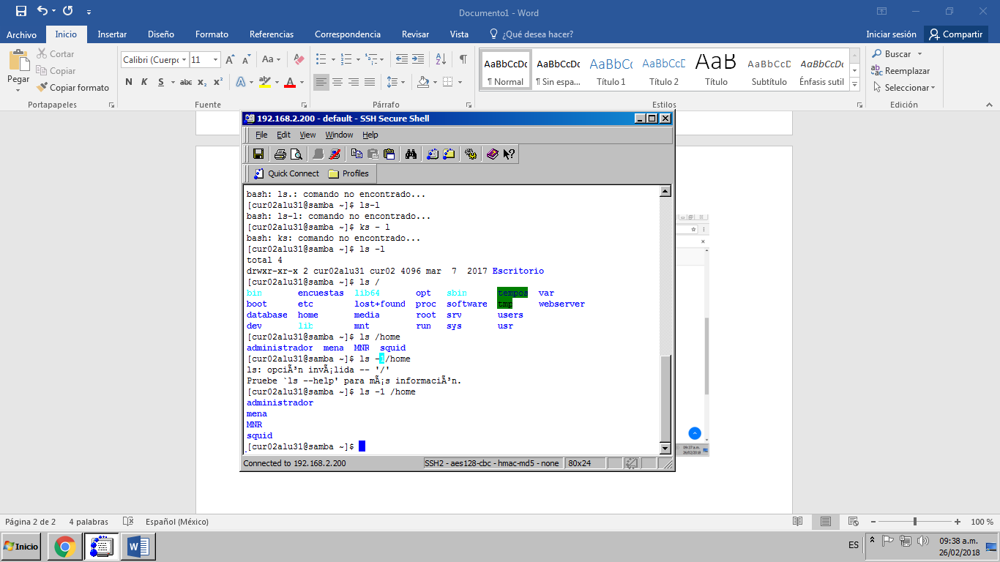 Documento1 - Word
Archivo Inicio Insertar Diseño Formato Referencias Correspondencia Revisar Vista ¿Qué desea hacer? Iniciar sesión Compartir
Pegar
Cortar
Copiar
Copiar formato
Portapapeles
Calibri (Cuerpo 11
N K S abc x₂ x²
Fuente
Párrafo
AaBbCcDc AaBbCcDc AaBbCc AaBbCcD AaB AaBbCcD AaBbCcDc
¶ Normal ¶ Sin espa... Título 1 Título 2 Título Subtítulo Énfasis sutil
Estilos
Buscar
Reemplazar
Seleccionar
Edición
192.168.2.200 - default - SSH Secure Shell
File Edit View Window Help
Quick Connect Profiles
bash: ls.: comando no encontrado...
[cur02alu31@samba ~]$ ls-l
bash: ls-l: comando no encontrado...
[cur02alu31@samba ~]$ ks - l
bash: ks: comando no encontrado...
[cur02alu31@samba ~]$ ls -l
total 4
drwxr-xr-x 2 cur02alu31 cur02 4096 mar  7  2017 Escritorio
[cur02alu31@samba ~]$ ls /
bin encuestas lib64 opt sbin tempos var
boot etc lost+found proc software tmp webserver
database home media root srv users
dev lib mnt run sys usr
[cur02alu31@samba ~]$ ls /home
administrador mena MNR squid
[cur02alu31@samba ~]$ ls -1/home
ls: opciÃ³n invÃ¡lida -- '/'
Pruebe `ls --help' para mÃ¡s informaciÃ³n.
[cur02alu31@samba ~]$ ls -1 /home
administrador
mena
MNR
squid
[cur02alu31@samba ~]$
Connected to 192.168.2.200 SSH2 - aes128-cbc - hmac-md5 - none 80x24
09:37 a.m.
26/02/2018
Página 2 de 2 4 palabras Español (México) 100 %
Inicio ES 09:38 a.m.
26/02/2018